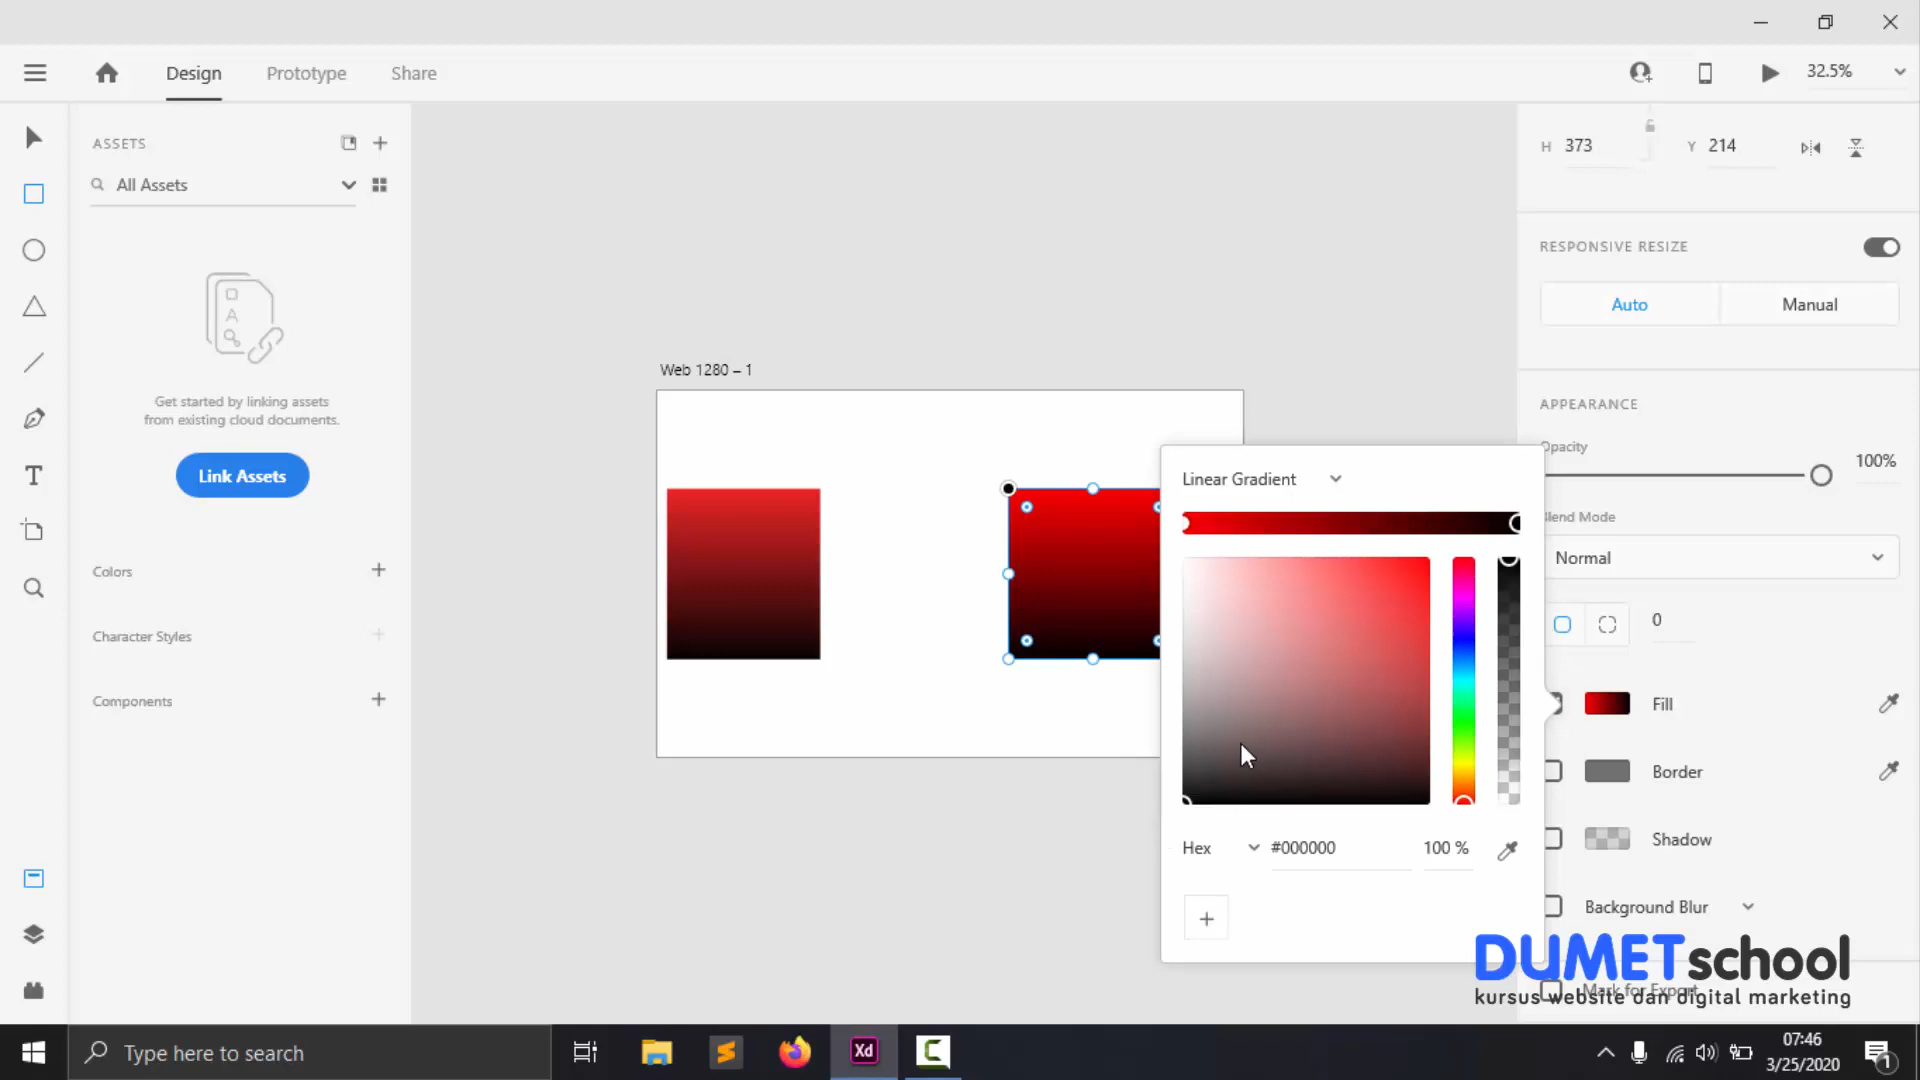 Design
Prototype
Share
32.5%
ASSETS
All Assets
Get started by linking assets
from existing cloud documents.
Link Assets
Colors
Character Styles
Components
Web 1280 – 1
Linear Gradient
Hex
#000000
100 %
H 373
Y 214
RESPONSIVE RESIZE
Auto
Manual
APPEARANCE
Opacity
100%
Blend Mode
Normal
0
Fill
Border
Shadow
Background Blur
Mark for Export
DUMETschool
kursus website dan digital marketing
Type here to search
Xd
07:46
3/25/2020
1